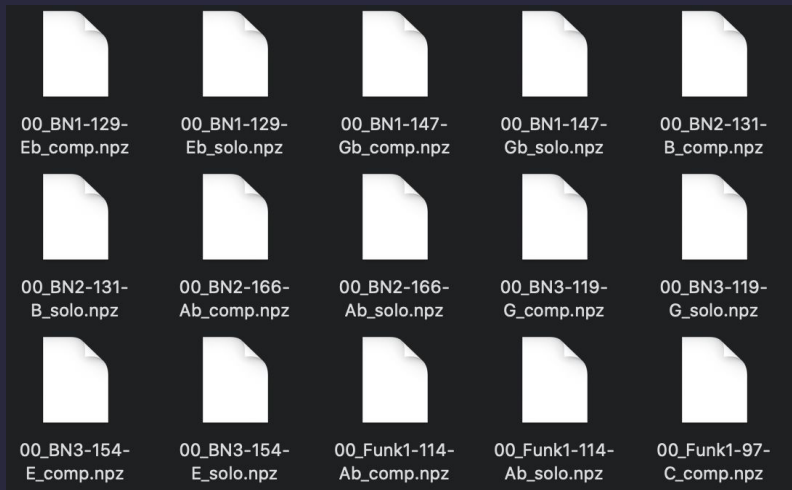 00_BN1-129-
Eb_comp.npz
00_BN1-129-
Eb_solo.npz
00_BN1-147-
Gb_comp.npz
00_BN1-147-
Gb_solo.npz
00_BN2-131-
B_comp.npz
00_BN2-131-
B_solo.npz
00_BN2-166-
Ab_comp.npz
00_BN2-166-
Ab_solo.npz
00_BN3-119-
G_comp.npz
00_BN3-119-
G_solo.npz
00_BN3-154-
E_comp.npz
00_BN3-154-
E_solo.npz
00_Funk1-114-
Ab_comp.npz
00_Funk1-114-
Ab_solo.npz
00_Funk1-97-
C_comp.npz